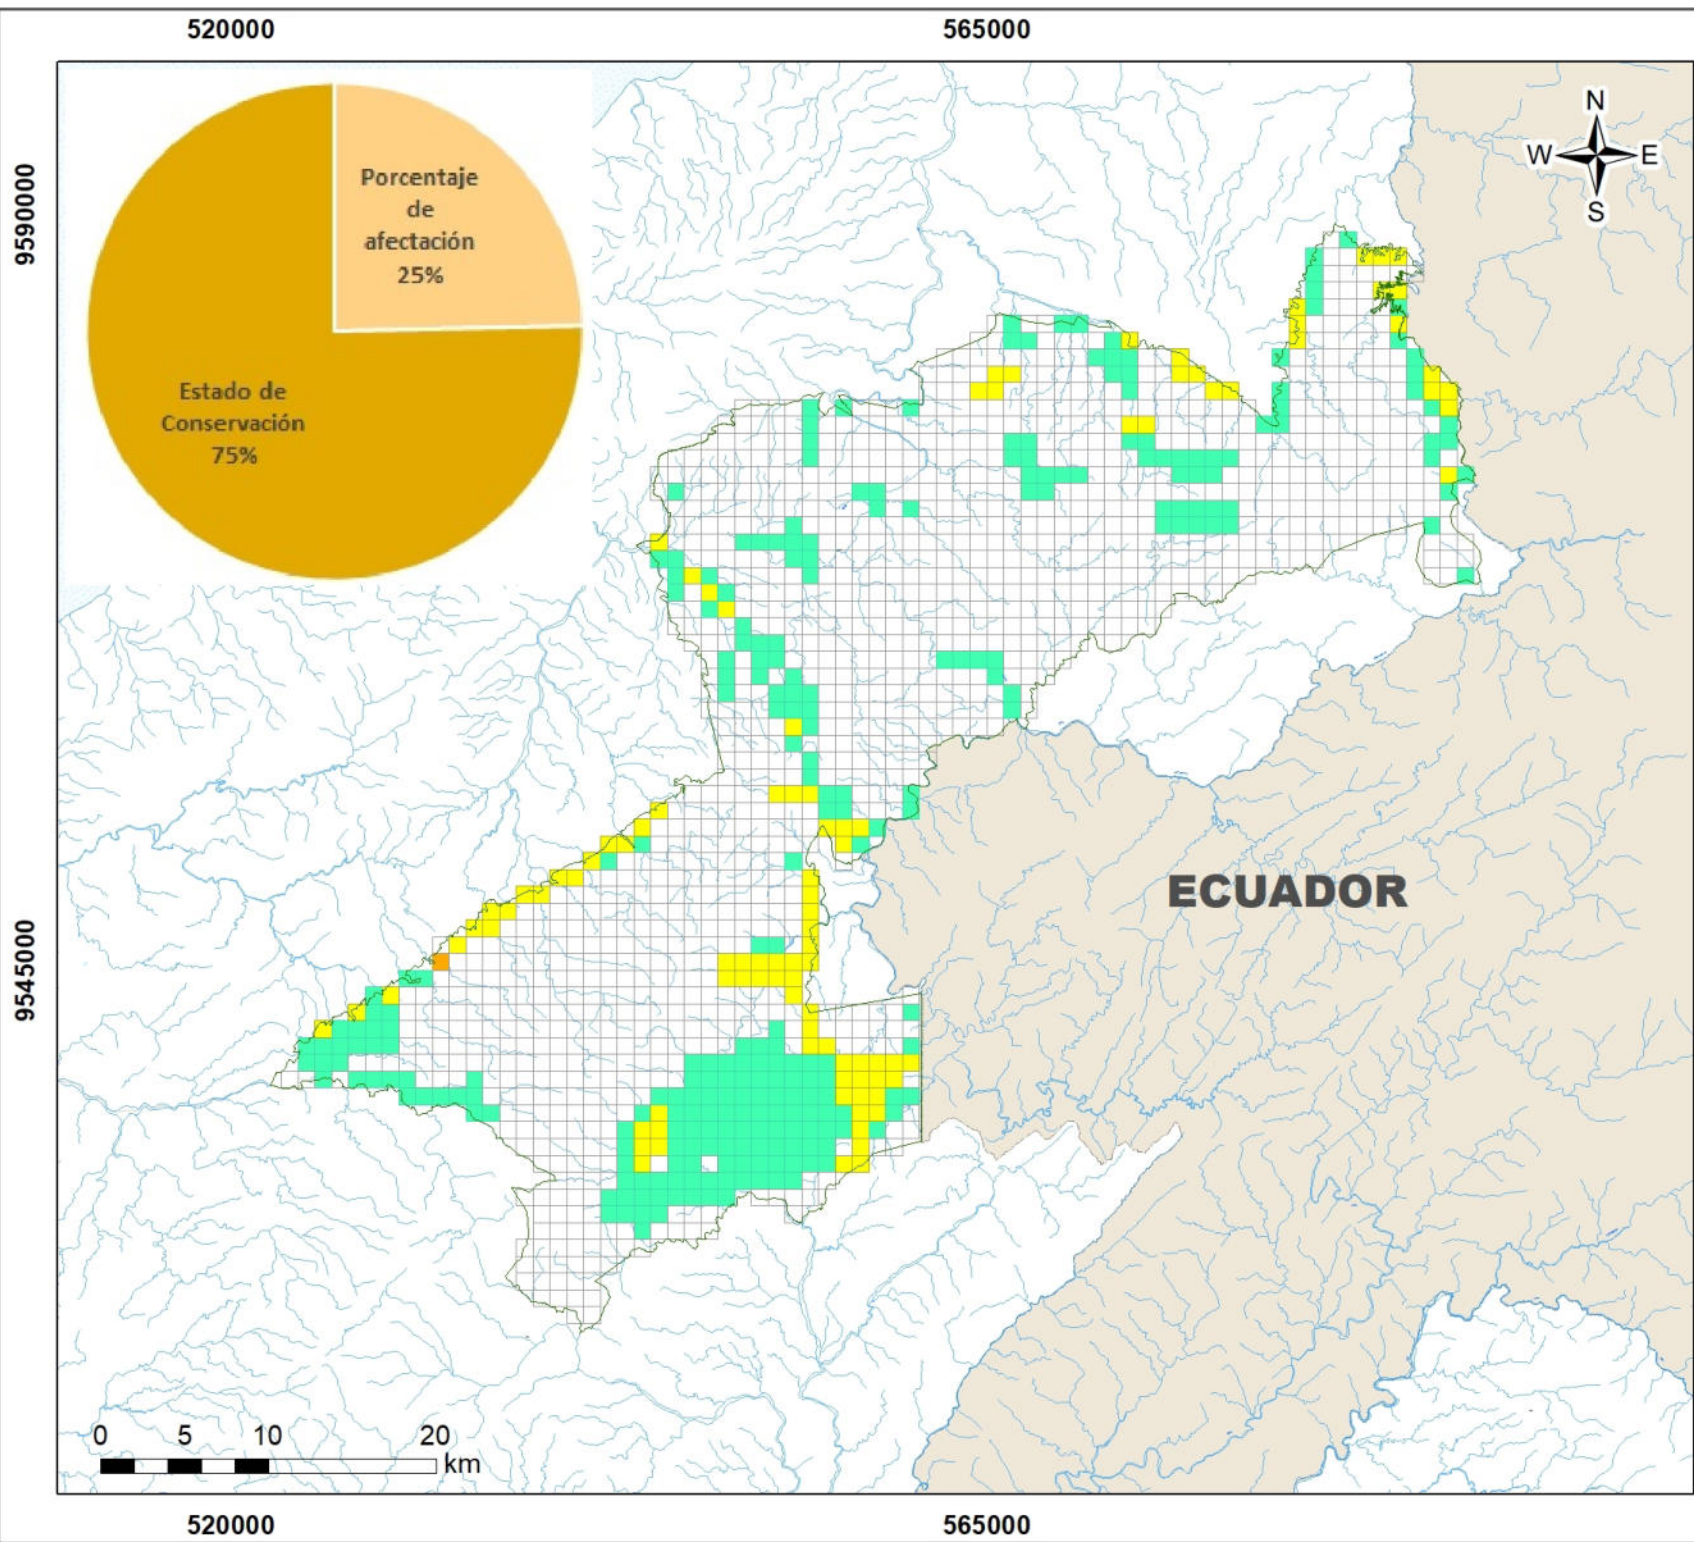 520000
565000
9590000
9545000
Porcentaje
de
afectación
25%
Estado de
Conservación
75%
N
W
E
S
ECUADOR
0
5
10
20
km
520000
565000